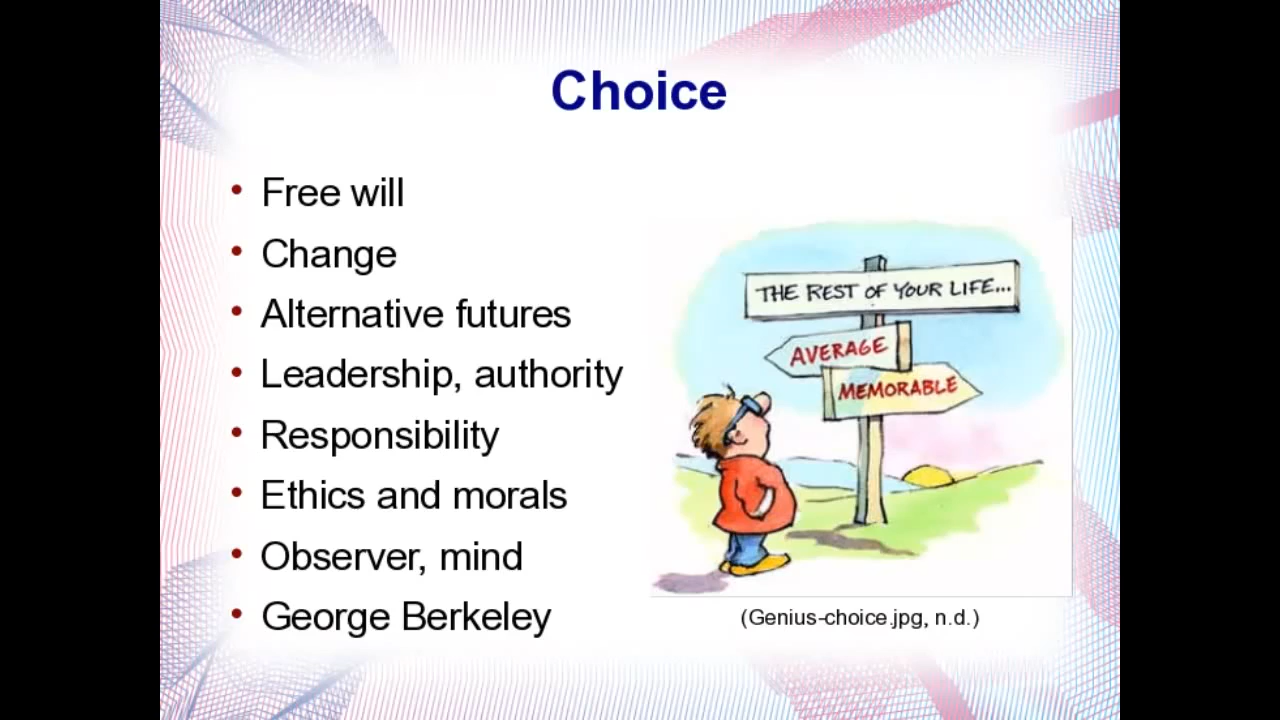 Choice
• Free will
• Change
• Alternative futures
• Leadership, authority
• Responsibility
• Ethics and morals
• Observer, mind
• George Berkeley
THE REST OF YOUR LIFE...
AVERAGE
MEMORABLE
(Genius-choice.jpg, n.d.)